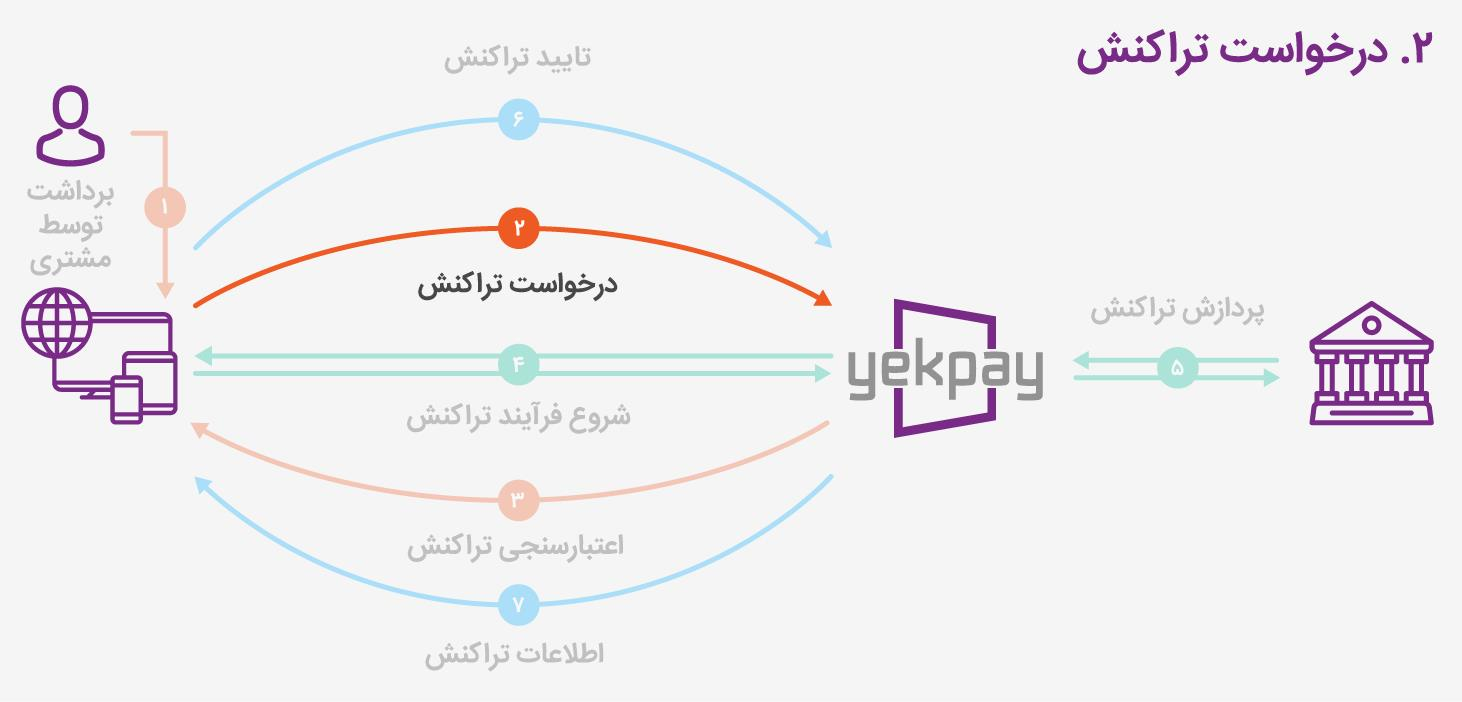 ۲. درخواست تراکنش
تایید تراکنش
۶
برداشت
توسط
مشتری
۱
۲
درخواست تراکنش
پردازش تراکنش
yekpay
۴
۵
شروع فرآیند تراکنش
۳
اعتبارسنجی تراکنش
۷
اطلاعات تراکنش